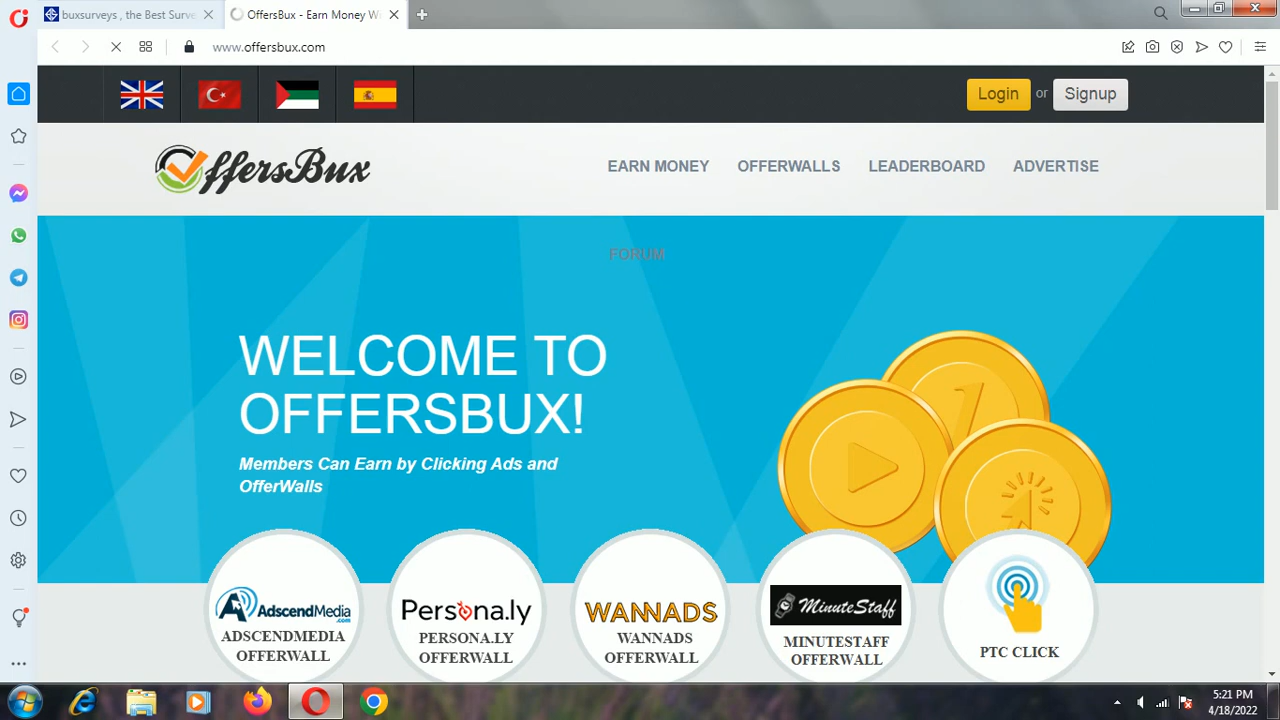 buxsurveys , the Best Surve
OffersBux - Earn Money W
www.offersbux.com
Login or Signup
OffersBux
EARN MONEY OFFERWALLS LEADERBOARD ADVERTISE
FORUM
WELCOME TO
OFFERSBUX!
Members Can Earn by Clicking Ads and
OfferWalls
AdscendMedia
.com
ADSCENDMEDIA
OFFERWALL
Persona.ly
PERSONA.LY
OFFERWALL
WANNADS
WANNADS
OFFERWALL
MinuteStaff
MINUTESTAFF
OFFERWALL
PTC CLICK
5:21 PM
4/18/2022